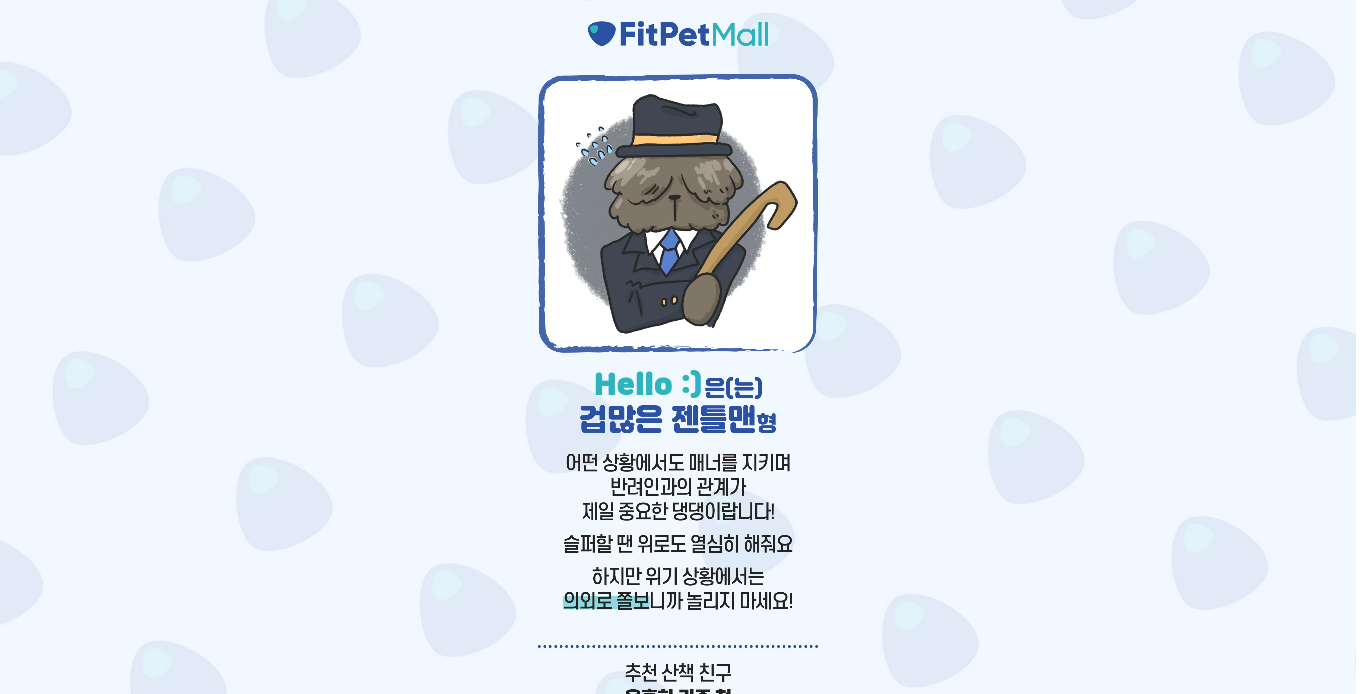 FitPetMall
Hello :)은(는)
겁많은 젠틀맨형
어떤 상황에서도 매너를 지키며
반려인과의 관계가
제일 중요한 댕댕이랍니다!
슬퍼할 땐 위로도 열심히 해줘요
하지만 위기 상황에서는
의외로 쫄보니까 놀리지 마세요!
추천 산책 친구